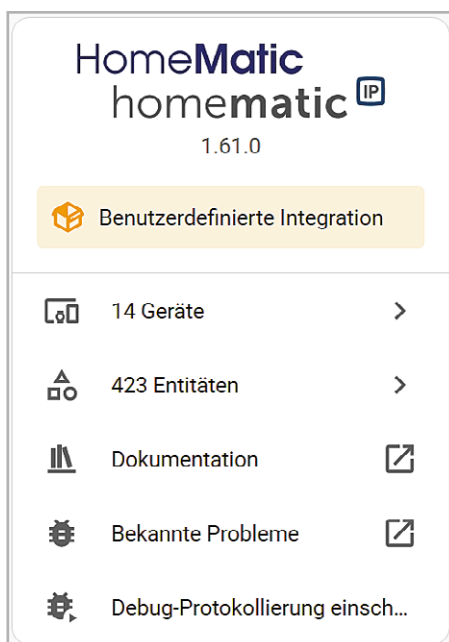 HomeMatic
homematic IP
1.61.0
Benutzerdefinierte Integration
14 Geräte
423 Entitäten
Dokumentation
Bekannte Probleme
Debug-Protokollierung einsch...